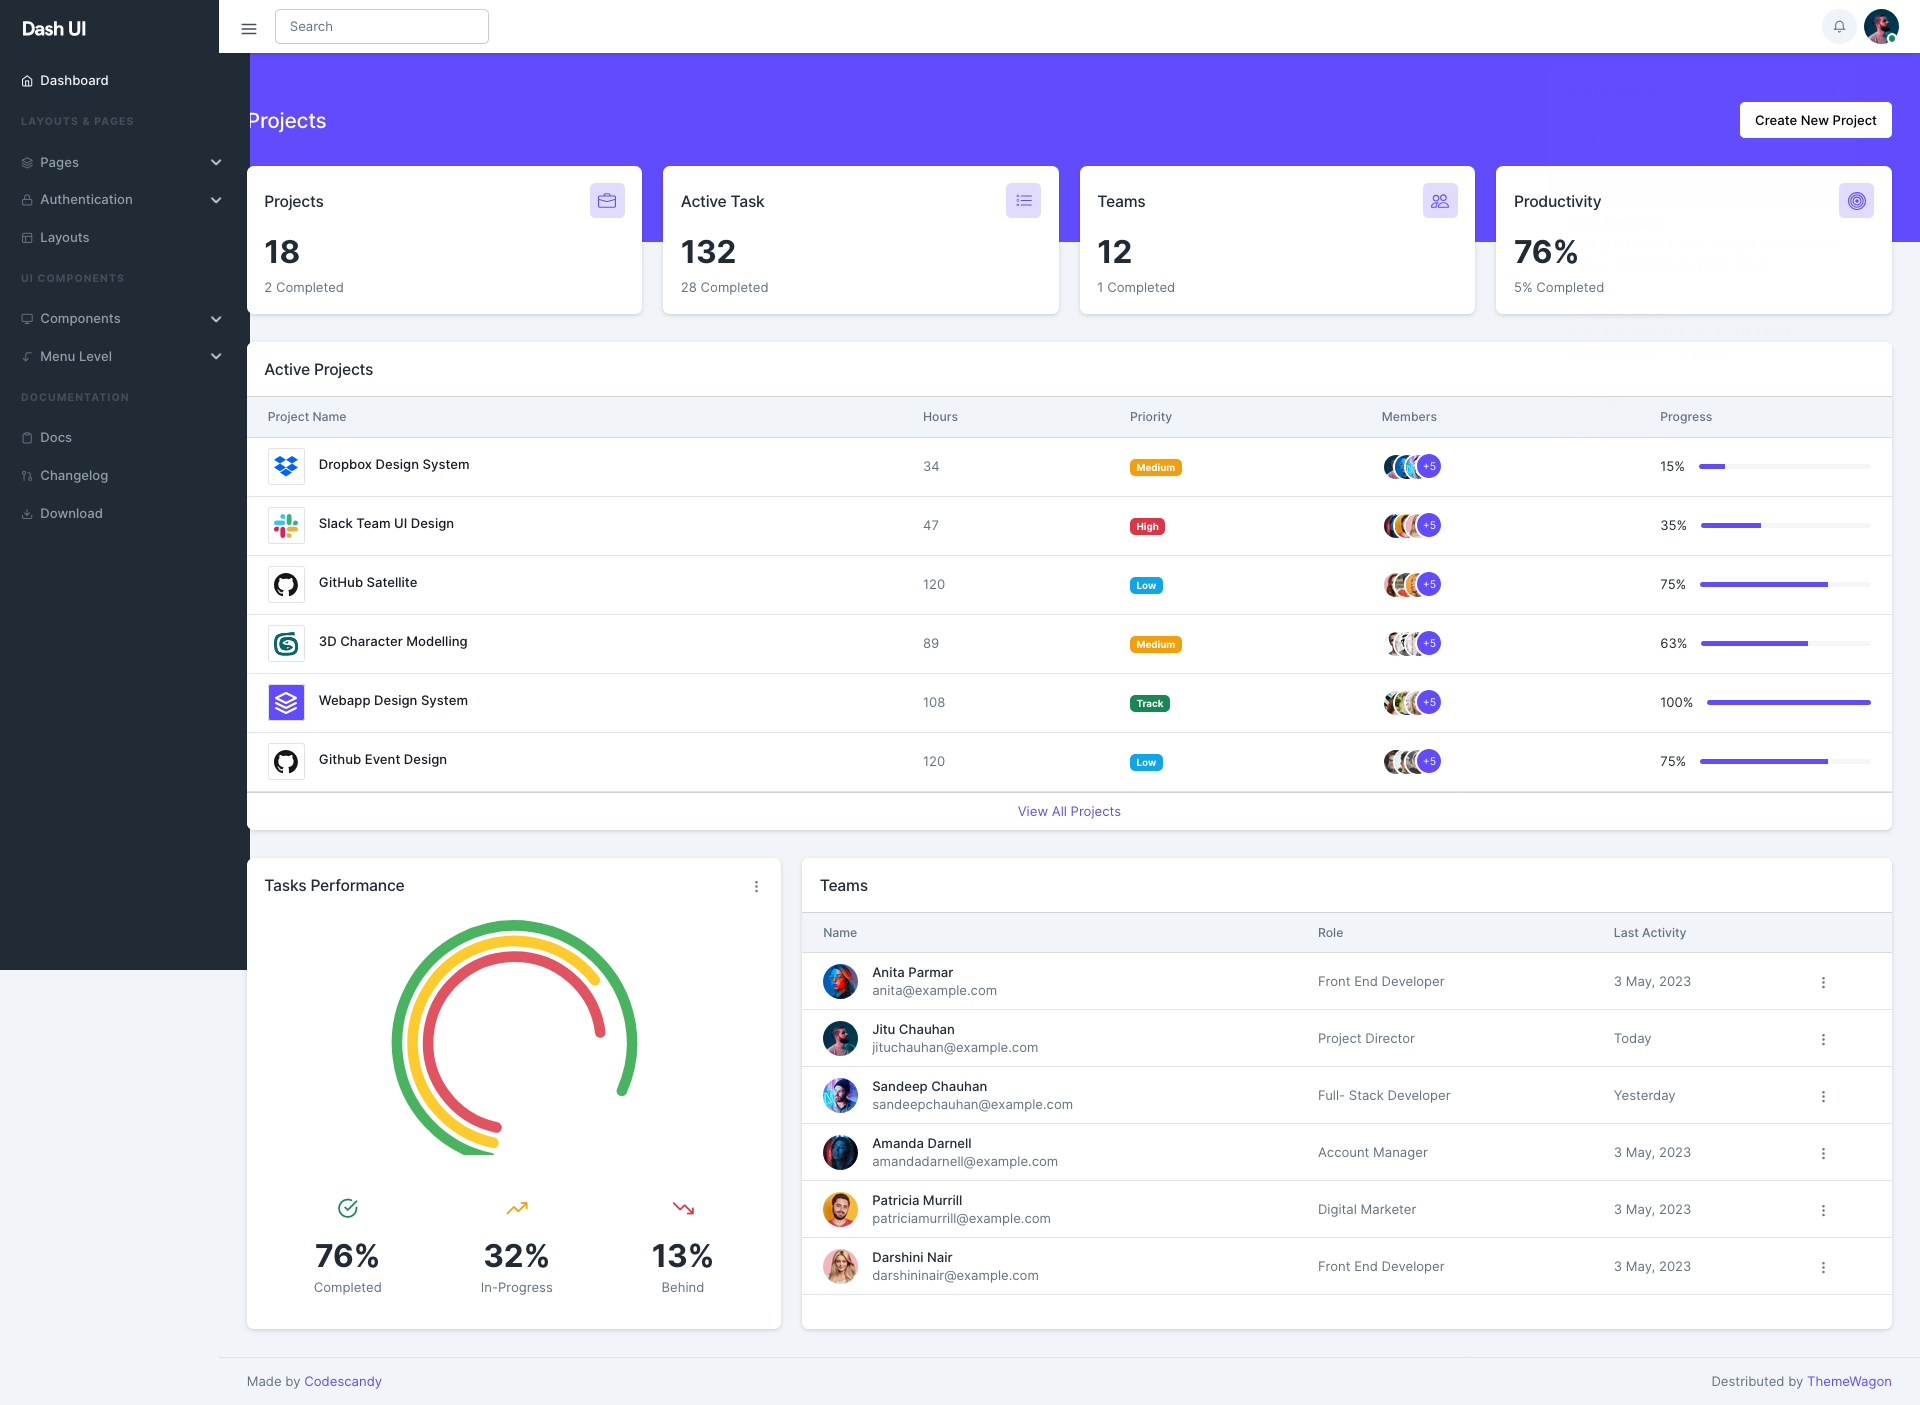 Dash UI
Search
Dashboard
LAYOUTS & PAGES
Pages
Authentication
Layouts
UI COMPONENTS
Components
Menu Level
DOCUMENTATION
Docs
Changelog
Download
Projects
Create New Project
Projects
18
2 Completed
Active Task
132
28 Completed
Teams
12
1 Completed
Productivity
76%
5% Completed
Active Projects
Project Name Hours Priority Members Progress
Dropbox Design System 34 Medium +5 15%
Slack Team UI Design 47 High +5 35%
GitHub Satellite 120 Low +5 75%
3D Character Modelling 89 Medium +5 63%
Webapp Design System 108 Track +5 100%
Github Event Design 120 Low +5 75%
View All Projects
Tasks Performance
76%
Completed
32%
In-Progress
13%
Behind
Teams
Name Role Last Activity
Anita Parmar
anita@example.com
Front End Developer 3 May, 2023
Jitu Chauhan
jituchauhan@example.com
Project Director Today
Sandeep Chauhan
sandeepchauhan@example.com
Full- Stack Developer Yesterday
Amanda Darnell
amandadarnell@example.com
Account Manager 3 May, 2023
Patricia Murrill
patriciamurrill@example.com
Digital Marketer 3 May, 2023
Darshini Nair
darshininair@example.com
Front End Developer 3 May, 2023
Made by Codescandy
Destributed by ThemeWagon